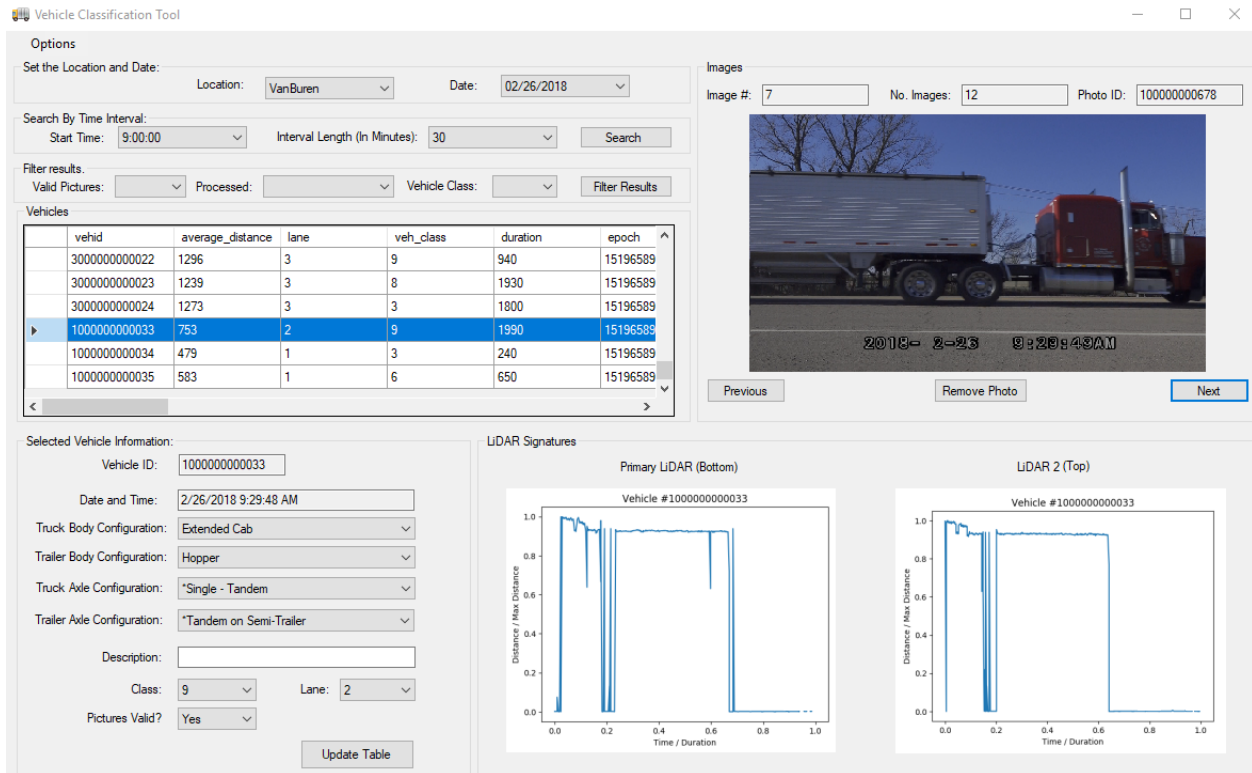 Vehicle Classification Tool
Options
Set the Location and Date:
Location: VanBuren Date: 02/26/2018
Search By Time Interval:
Start Time: 9:00:00 Interval Length (In Minutes): 30 Search
Filter results.
Valid Pictures: Processed: Vehicle Class: Filter Results
Vehicles
vehid average_distance lane veh_class duration epoch
3000000000022 1296 3 9 940 15196589
3000000000023 1239 3 8 1930 15196589
3000000000024 1273 3 3 1800 15196589
1000000000033 753 2 9 1990 15196589
1000000000034 479 1 3 240 15196589
1000000000035 583 1 6 650 15196589
Images
Image #: 7 No. Images: 12 Photo ID: 100000000678
2018- 2-26 9:29:49AM
Previous Remove Photo Next
Selected Vehicle Information:
Vehicle ID: 1000000000033
Date and Time: 2/26/2018 9:29:48 AM
Truck Body Configuration: Extended Cab
Trailer Body Configuration: Hopper
Truck Axle Configuration: *Single - Tandem
Trailer Axle Configuration: *Tandem on Semi-Trailer
Description:
Class: 9 Lane: 2
Pictures Valid? Yes
Update Table
LiDAR Signatures
Primary LiDAR (Bottom)
Vehicle #1000000000033
Distance / Max Distance
1.0
0.8
0.6
0.4
0.2
0.0
0.0 0.2 0.4 0.6 0.8 1.0
Time / Duration
LiDAR 2 (Top)
Vehicle #1000000000033
Distance / Max Distance
1.0
0.8
0.6
0.4
0.2
0.0
0.0 0.2 0.4 0.6 0.8 1.0
Time / Duration